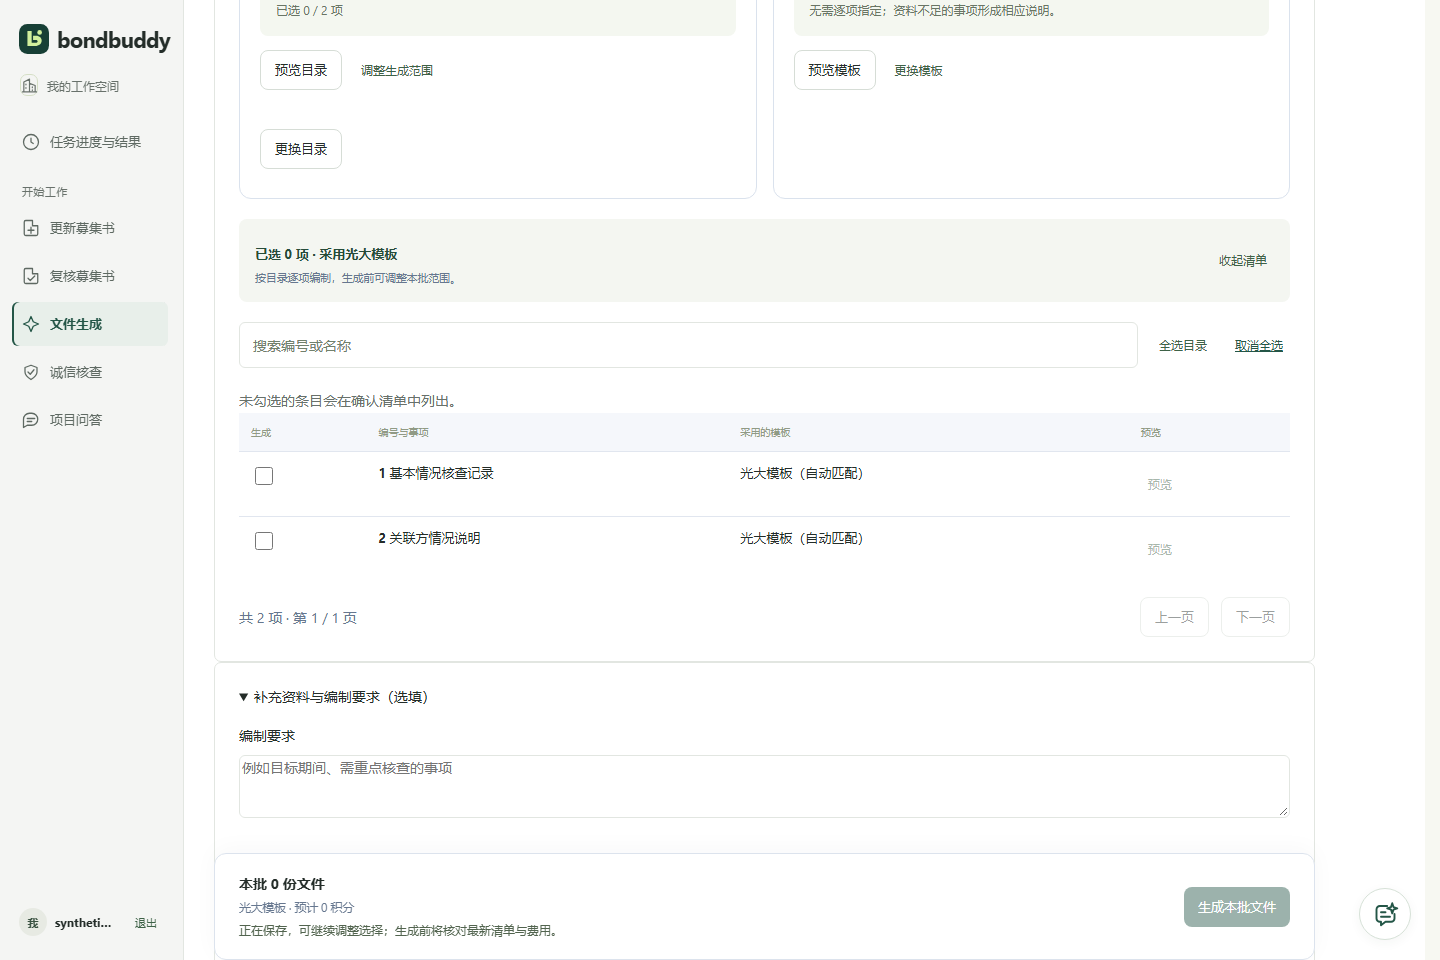 bondbuddy
我的工作空间
任务进度与结果
开始工作
更新募集书
复核募集书
文件生成
诚信核查
项目问答
我 syntheti... 退出
已选 0 / 2 项
预览目录 调整生成范围
更换目录
无需逐项指定；资料不足的事项形成相应说明。
预览模板 更换模板
已选 0 项 · 采用光大模板
按目录逐项编制，生成前可调整本批范围。
收起清单
搜索编号或名称 全选目录 取消全选
未勾选的条目会在确认清单中列出。
生成 编号与事项 采用的模板 预览
1 基本情况核查记录 光大模板（自动匹配） 预览
2 关联方情况说明 光大模板（自动匹配） 预览
共 2 项 · 第 1 / 1 页 上一页 下一页
▼ 补充资料与编制要求（选填）
编制要求
例如目标期间、需重点核查的事项
本批 0 份文件
光大模板 · 预计 0 积分
正在保存，可继续调整选择；生成前将核对最新清单与费用。
生成本批文件